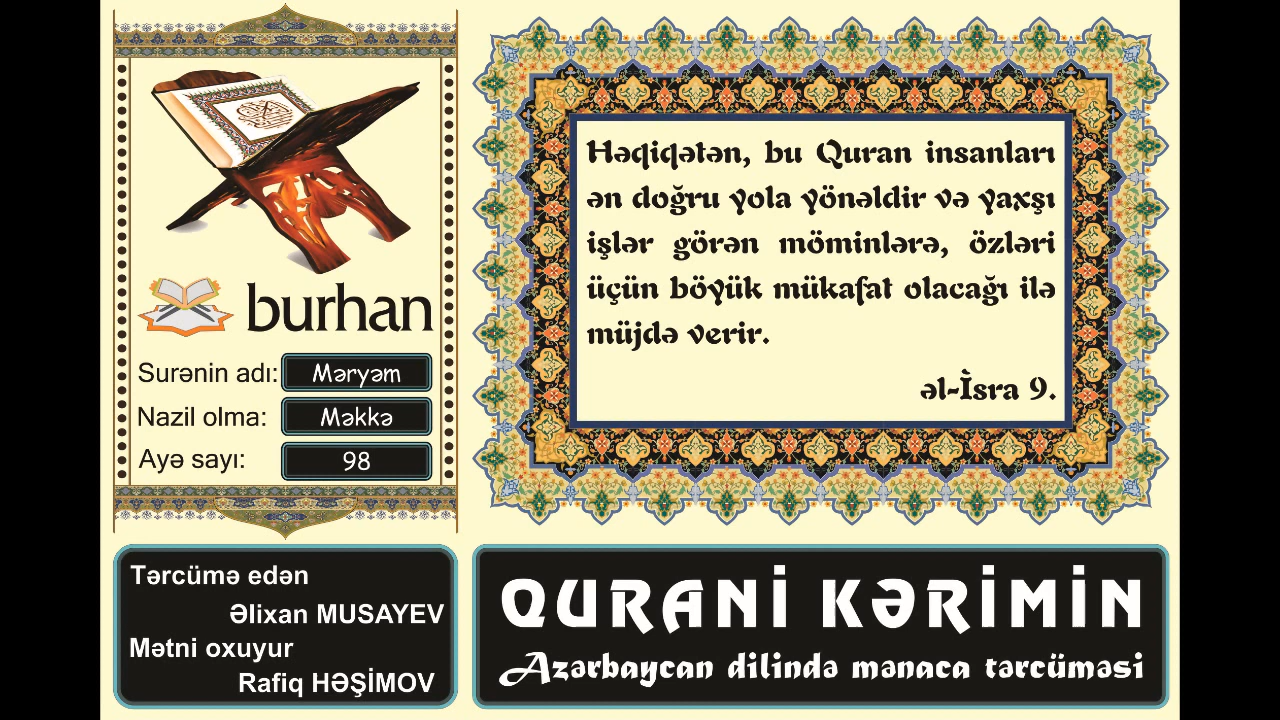 burhan
Surənin adı: Məryəm
Nazil olma: Məkkə
Ayə sayı: 98
Həqiqətən, bu Quran insanları
ən doğru yola yönəldir və yaxşı
işlər görən möminlərə, özləri
üçün böyük mükafat olacağı ilə
müjdə verir.
əl-İsra 9.
Tərcümə edən
Əlixan MUSAYEV
Mətni oxuyur
Rafiq HƏŞİMOV
QURANİ KƏRİMİN
Azərbaycan dilində mənaca tərcüməsi